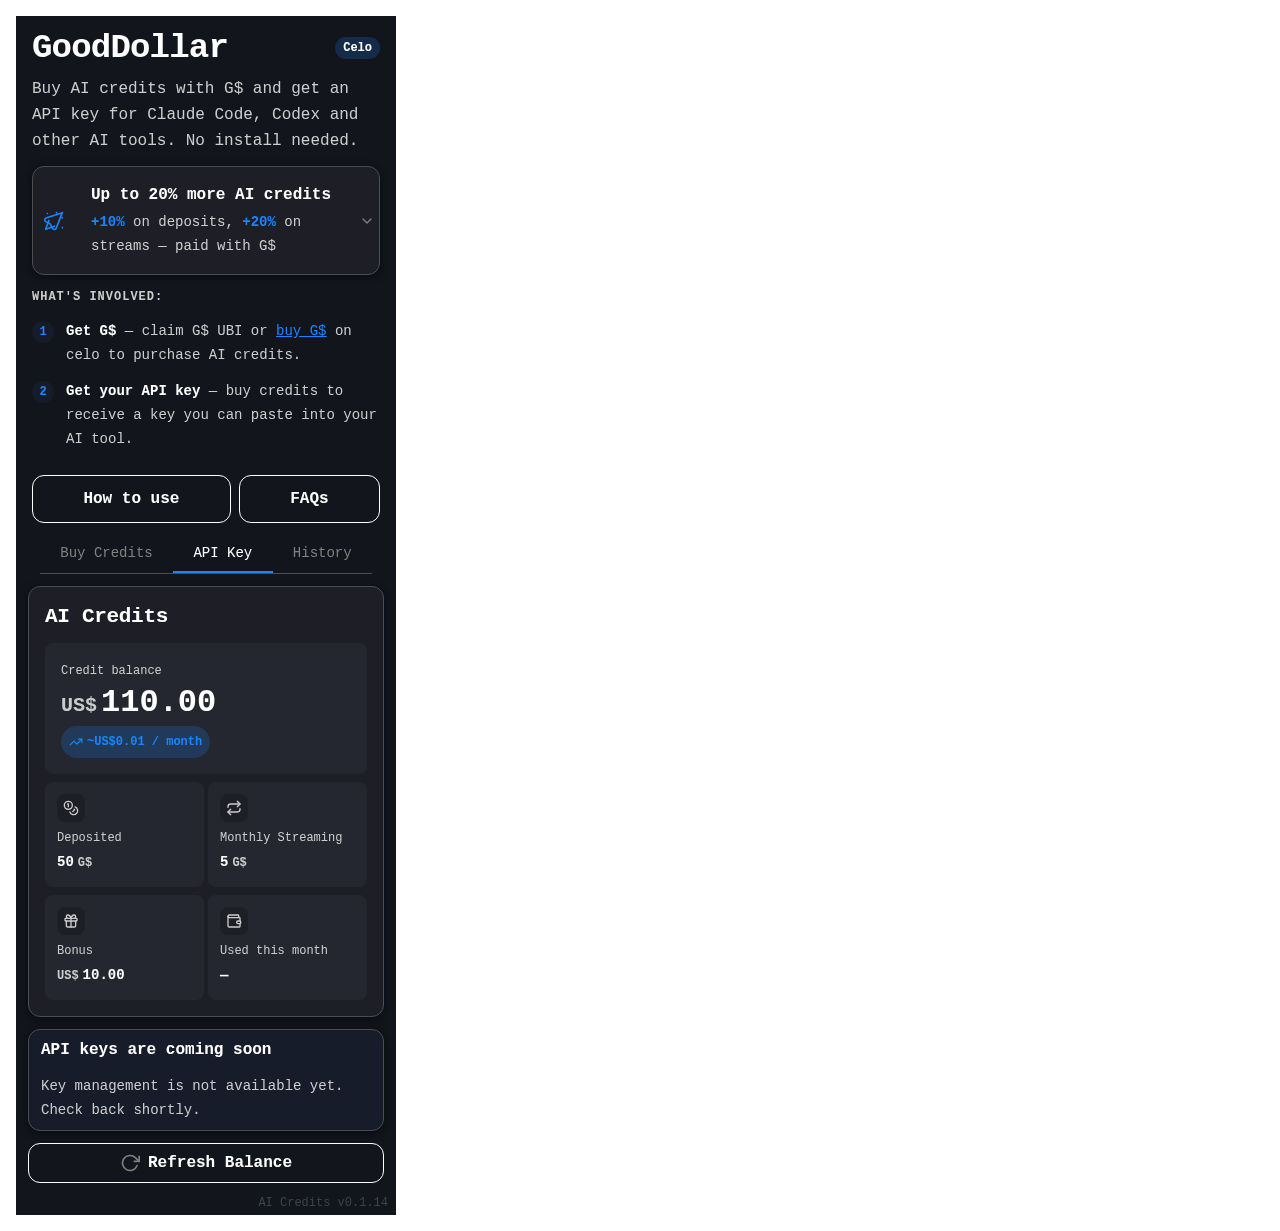 GoodDollar
Celo
Buy AI credits with G$ and get an
API key for Claude Code, Codex and
other AI tools. No install needed.
Up to 20% more AI credits
+10% on deposits, +20% on
streams — paid with G$
WHAT'S INVOLVED:
1 Get G$ — claim G$ UBI or buy G$ on
celo to purchase AI credits.
2 Get your API key — buy credits to
receive a key you can paste into your
AI tool.
How to use FAQs
Buy Credits API Key History
AI Credits
Credit balance
US$ 110.00
~US$0.01 / month
Deposited
50 G$
Monthly Streaming
5 G$
Bonus
US$ 10.00
Used this month
—
API keys are coming soon
Key management is not available yet.
Check back shortly.
Refresh Balance
AI Credits v0.1.14